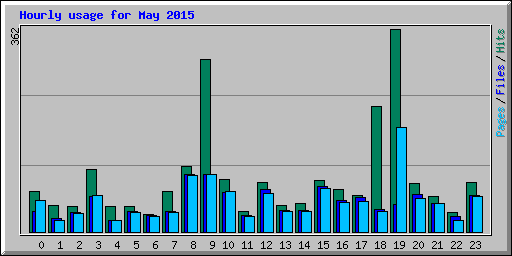 Hourly usage for May 2015
362
Pages / Files / Hits
0 1 2 3 4 5 6 7 8 9 10 11 12 13 14 15 16 17 18 19 20 21 22 23